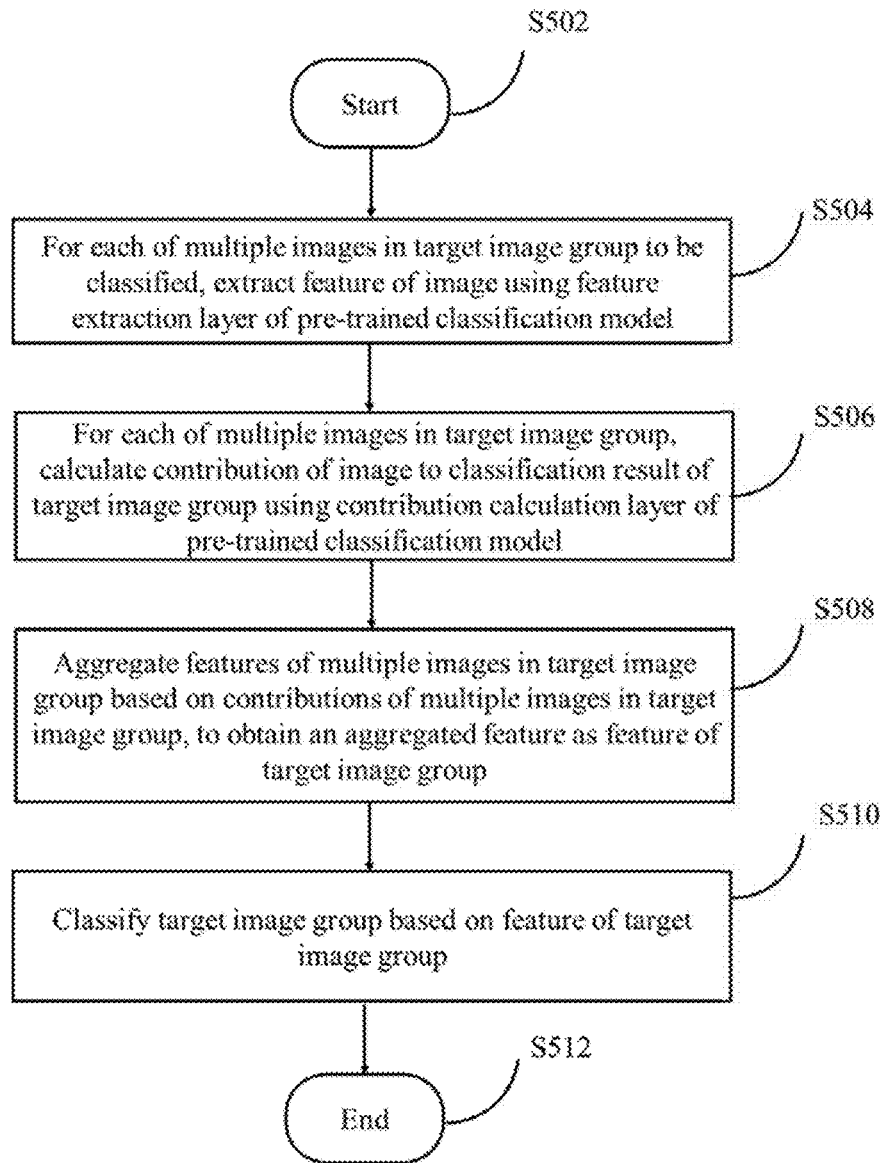 S502
Start
S504
For each of multiple images in target image group to be
classified, extract feature of image using feature
extraction layer of pre-trained classification model
S506
For each of multiple images in target image group,
calculate contribution of image to classification result of
target image group using contribution calculation layer of
pre-trained classification model
S508
Aggregate features of multiple images in target image
group based on contributions of multiple images in target
image group, to obtain an aggregated feature as feature of
target image group
S510
Classify target image group based on feature of target
image group
S512
End